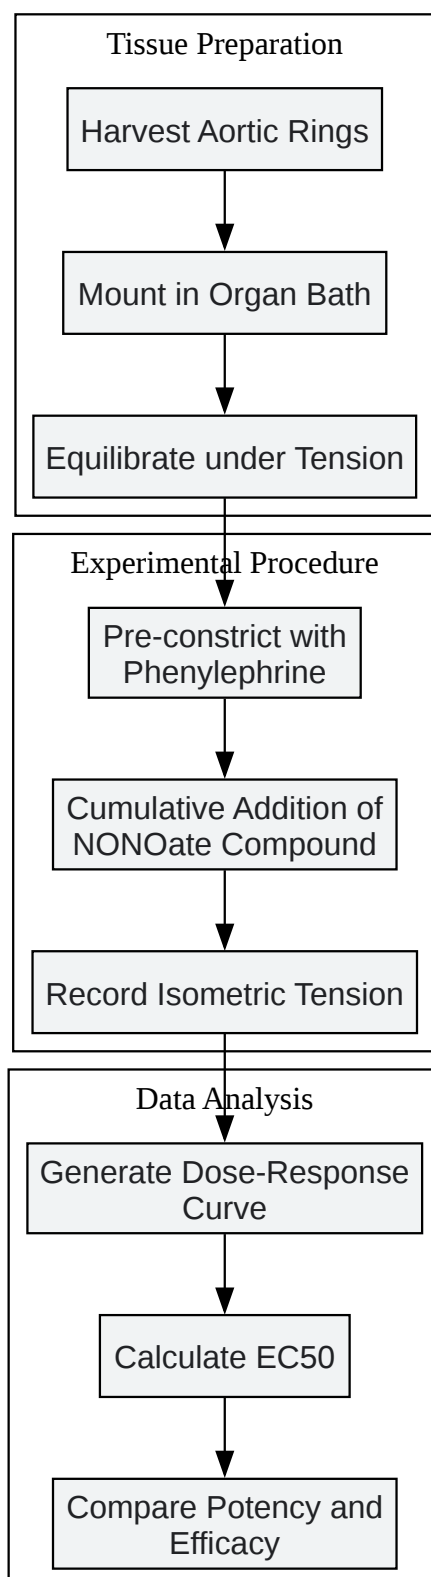 Tissue Preparation
Harvest Aortic Rings
Mount in Organ Bath
Equilibrate under Tension
Experimental Procedure
Pre-constrict with
Phenylephrine
Cumulative Addition of
NONOate Compound
Record Isometric Tension
Data Analysis
Generate Dose-Response
Curve
Calculate EC50
Compare Potency and
Efficacy